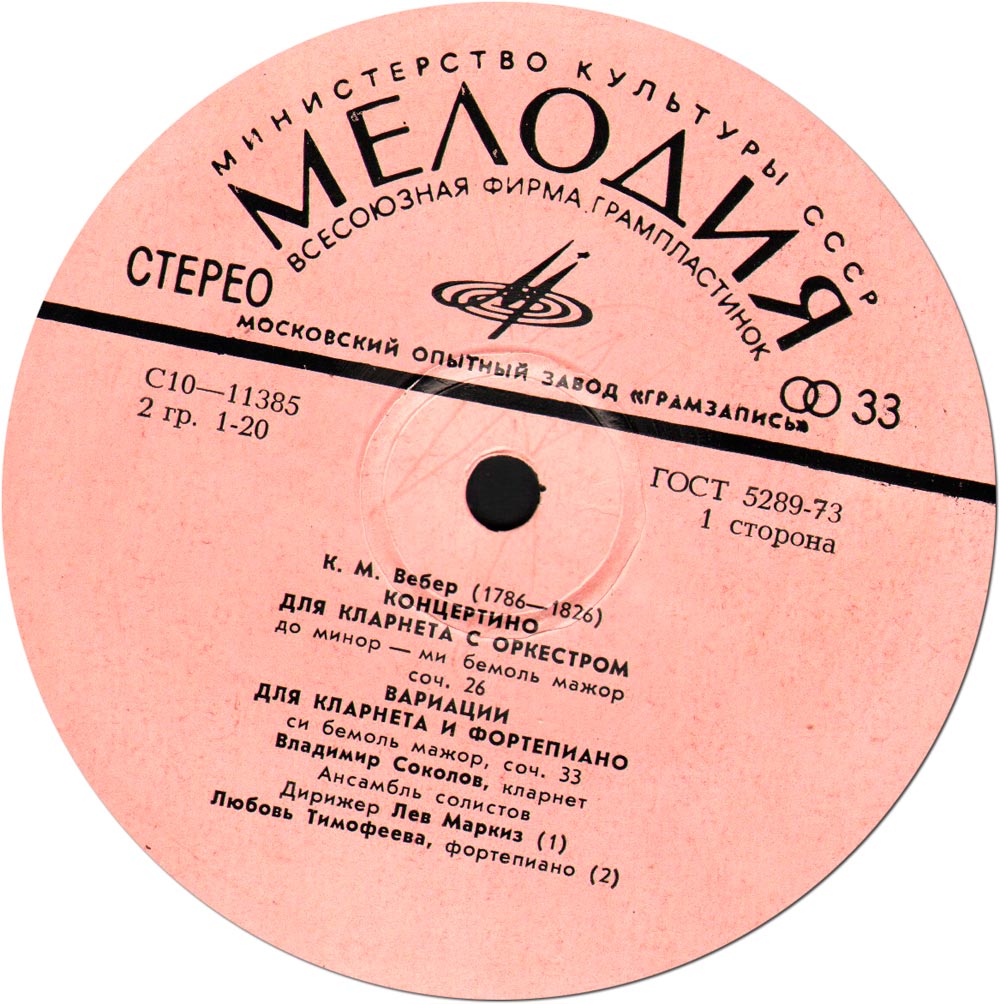 МИНИСТЕРСТВО КУЛЬТУРЫ СССР
МЕЛОДИЯ
ВСЕСОЮЗНАЯ ФИРМА ГРАМПЛАСТИНОК
СТЕРЕО
МОСКОВСКИЙ ОПЫТНЫЙ ЗАВОД «ГРАМЗАПИСЬ»
33
С10—11385
2 гр. 1-20
ГОСТ 5289-73
1 сторона
К. М. Вебер (1786—1826)
КОНЦЕРТИНО
ДЛЯ КЛАРНЕТА С ОРКЕСТРОМ
до минор — ми бемоль мажор
соч. 26
ВАРИАЦИИ
ДЛЯ КЛАРНЕТА И ФОРТЕПИАНО
си бемоль мажор, соч. 33
Владимир Соколов, кларнет
Ансамбль солистов
Дирижер Лев Маркиз (1)
Любовь Тимофеева, фортепиано (2)